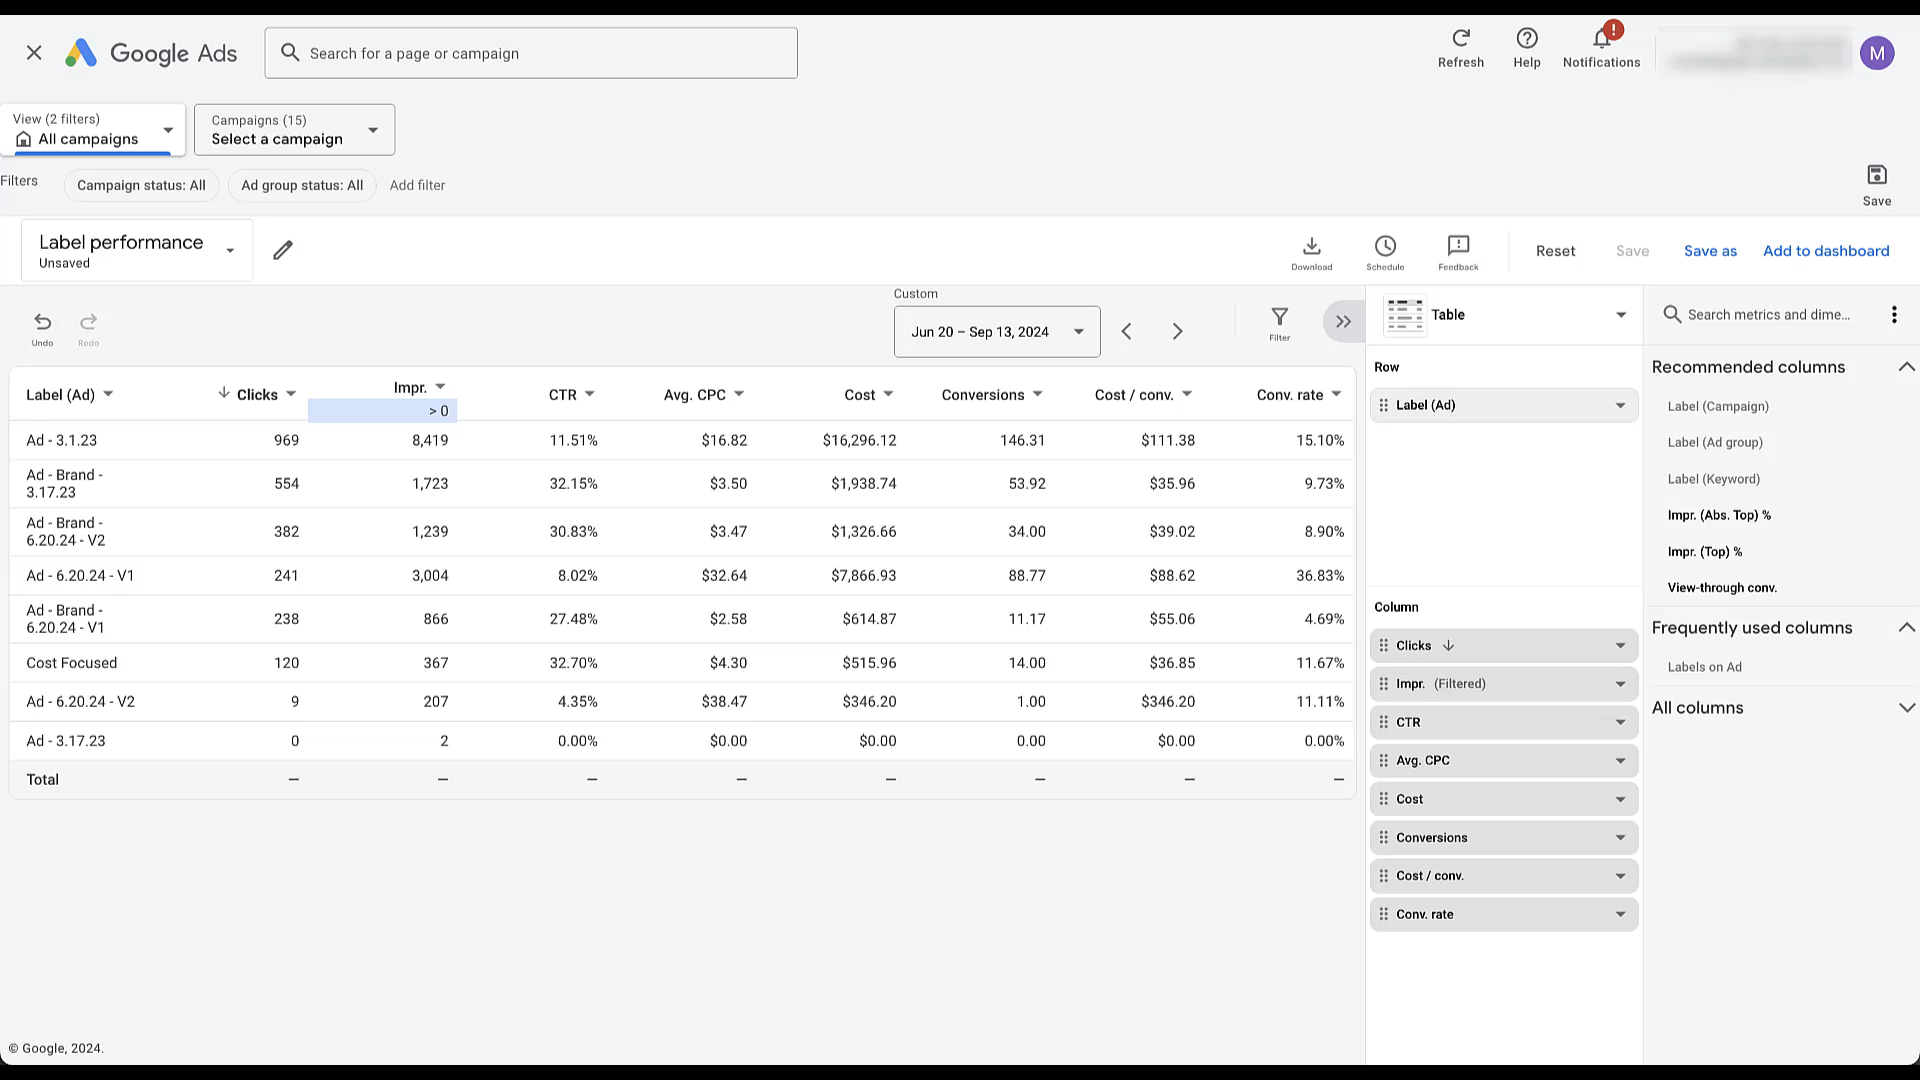 Google Ads
Search for a page or campaign
Refresh
Help
!
Notifications
M
View (2 filters)
All campaigns
Campaigns (15)
Select a campaign
Filters
Campaign status: All
Ad group status: All
Add filter
Save
Label performance
Unsaved
Download
Schedule
Feedback
Reset
Save
Save as
Add to dashboard
Undo
Redo
Custom
Jun 20 – Sep 13, 2024
Filter
Label (Ad) Clicks Impr. CTR Avg. CPC Cost Conversions Cost / conv. Conv. rate
> 0
Ad - 3.1.23 969 8,419 11.51% $16.82 $16,296.12 146.31 $111.38 15.10%
Ad - Brand -
3.17.23 554 1,723 32.15% $3.50 $1,938.74 53.92 $35.96 9.73%
Ad - Brand -
6.20.24 - V2 382 1,239 30.83% $3.47 $1,326.66 34.00 $39.02 8.90%
Ad - 6.20.24 - V1 241 3,004 8.02% $32.64 $7,866.93 88.77 $88.62 36.83%
Ad - Brand -
6.20.24 - V1 238 866 27.48% $2.58 $614.87 11.17 $55.06 4.69%
Cost Focused 120 367 32.70% $4.30 $515.96 14.00 $36.85 11.67%
Ad - 6.20.24 - V2 9 207 4.35% $38.47 $346.20 1.00 $346.20 11.11%
Ad - 3.17.23 0 2 0.00% $0.00 $0.00 0.00 $0.00 0.00%
Total — — — — — — — —
Table
Row
Label (Ad)
Column
Clicks
Impr. (Filtered)
CTR
Avg. CPC
Cost
Conversions
Cost / conv.
Conv. rate
Search metrics and dime...
Recommended columns
Label (Campaign)
Label (Ad group)
Label (Keyword)
Impr. (Abs. Top) %
Impr. (Top) %
View-through conv.
Frequently used columns
Labels on Ad
All columns
© Google, 2024.